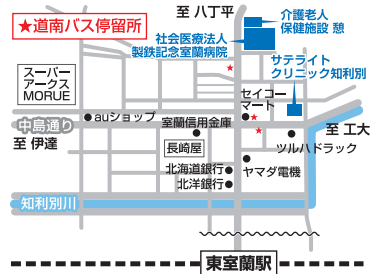 ★道南バス停留所
至 八丁平
介護老人
保健施設 憩
社会医療法人
製鉄記念室蘭病院
サテライト
クリニック知利別
スーパー
アークス
MORUE
セイコー
マート
auショップ
室蘭信用金庫
中島通り
至 工大
至 伊達
長崎屋
ツルハドラック
北海道銀行
ヤマダ電機
北洋銀行
知利別川
東室蘭駅